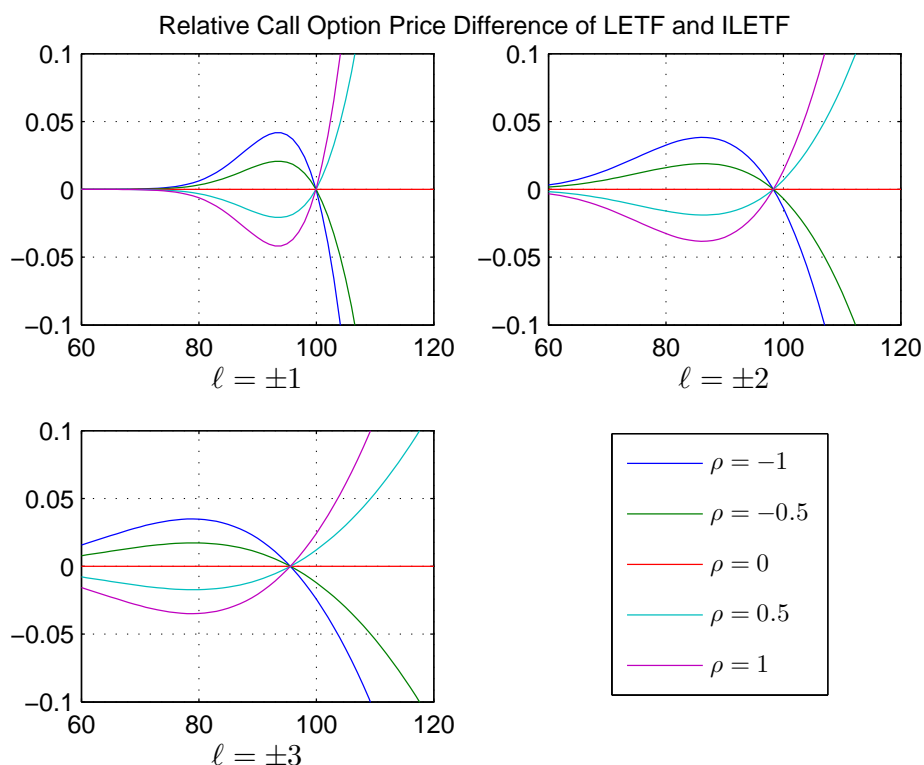 Relative Call Option Price Difference of LETF and ILETF
0.1
0.05
0
−0.05
−0.1
60 80 100 120
ℓ = ±1
0.1
0.05
0
−0.05
−0.1
60 80 100 120
ℓ = ±2
0.1
0.05
0
−0.05
−0.1
60 80 100 120
ℓ = ±3
ρ = −1
ρ = −0.5
ρ = 0
ρ = 0.5
ρ = 1